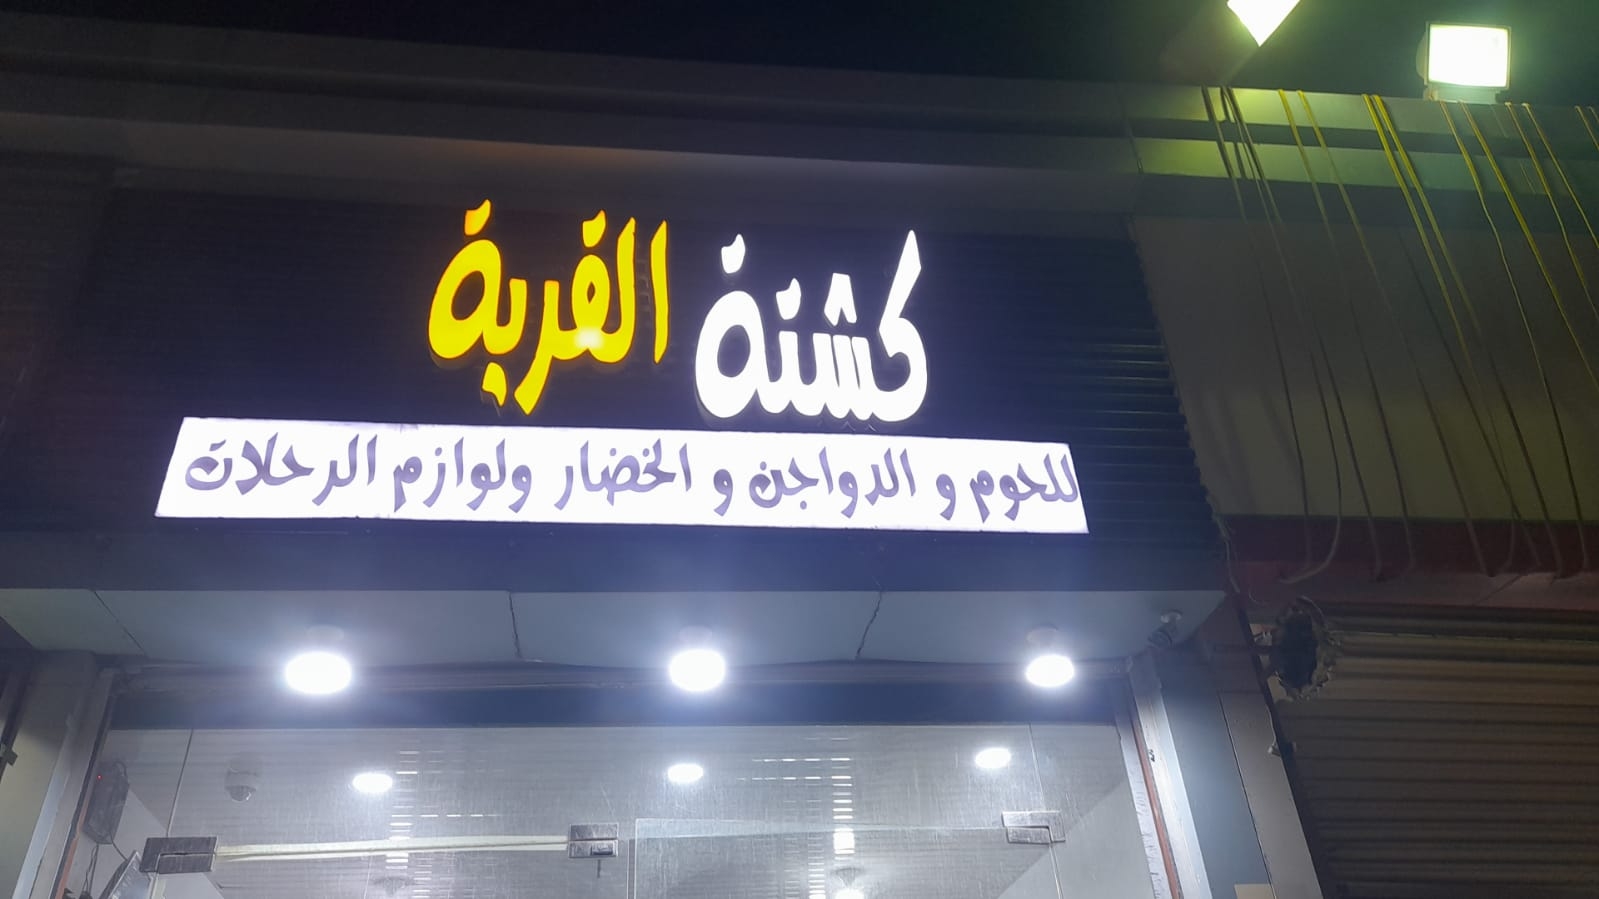 كشتة القرية
للحوم و الدواجن و الخضار ولوازم الرحلات